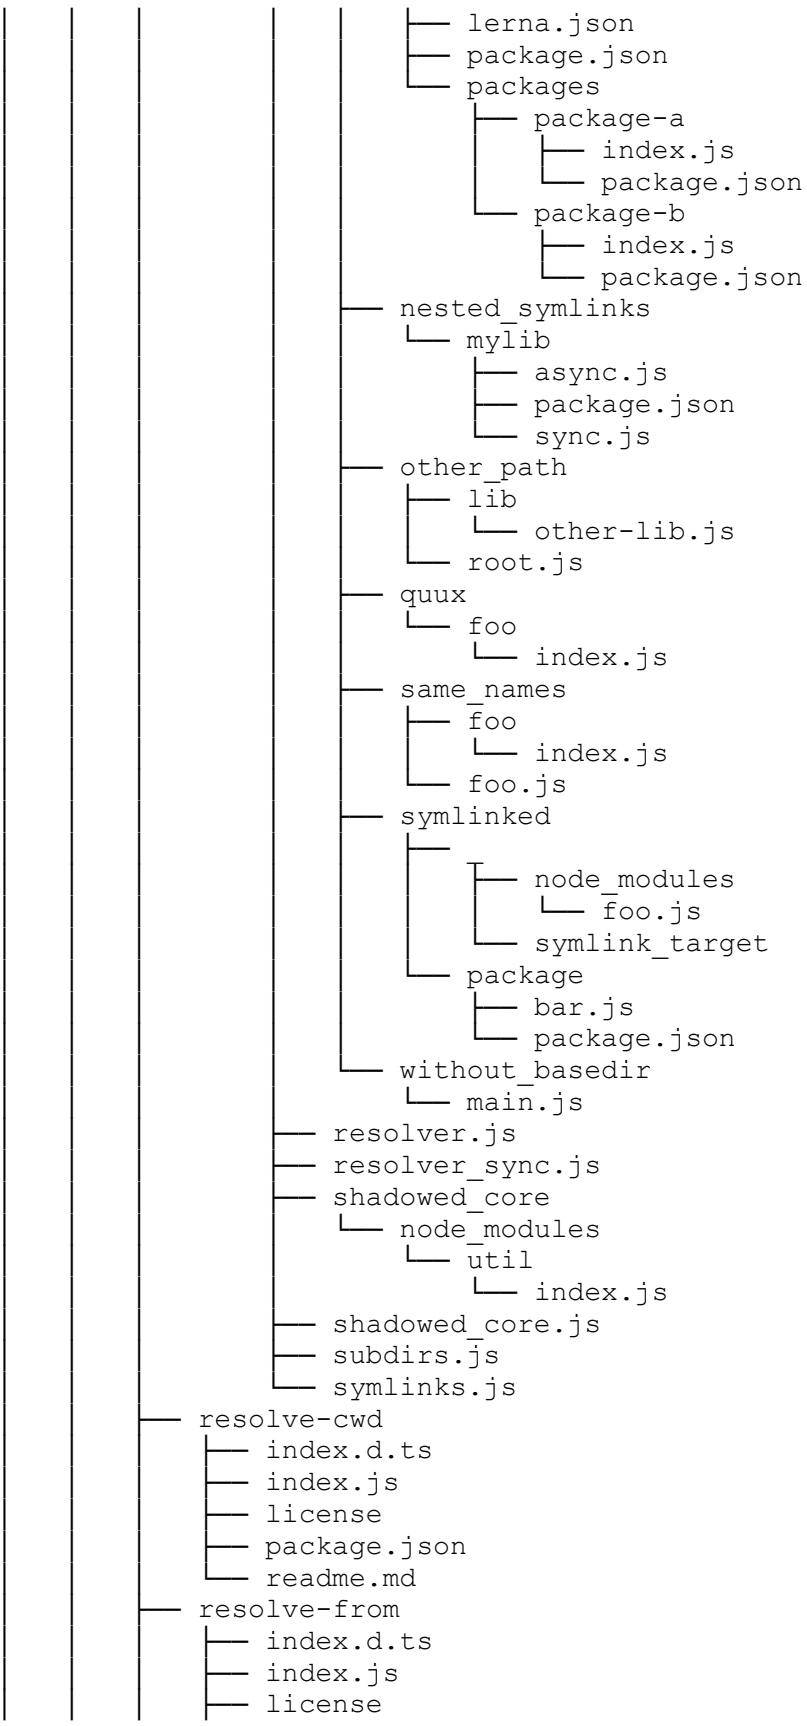 │   │   │       │   │   ├── lerna.json
│   │   │       │   │   ├── package.json
│   │   │       │   │   └── packages
│   │   │       │   │       ├── package-a
│   │   │       │   │       │   ├── index.js
│   │   │       │   │       │   └── package.json
│   │   │       │   │       └── package-b
│   │   │       │   │           ├── index.js
│   │   │       │   │           └── package.json
│   │   │       │   ├── nested_symlinks
│   │   │       │   │   └── mylib
│   │   │       │   │       ├── async.js
│   │   │       │   │       ├── package.json
│   │   │       │   │       └── sync.js
│   │   │       │   ├── other_path
│   │   │       │   │   ├── lib
│   │   │       │   │   │   └── other-lib.js
│   │   │       │   │   └── root.js
│   │   │       │   ├── quux
│   │   │       │   │   └── foo
│   │   │       │   │       └── index.js
│   │   │       │   ├── same_names
│   │   │       │   │   ├── foo
│   │   │       │   │   │   └── index.js
│   │   │       │   │   └── foo.js
│   │   │       │   ├── symlinked
│   │   │       │   │   ├── _
│   │   │       │   │   │   ├── node_modules
│   │   │       │   │   │   │   └── foo.js
│   │   │       │   │   │   └── symlink_target
│   │   │       │   │   └── package
│   │   │       │   │       ├── bar.js
│   │   │       │   │       └── package.json
│   │   │       │   └── without_basedir
│   │   │       │       └── main.js
│   │   │       ├── resolver.js
│   │   │       ├── resolver_sync.js
│   │   │       ├── shadowed_core
│   │   │       │   └── node_modules
│   │   │       │       └── util
│   │   │       │           └── index.js
│   │   │       ├── shadowed_core.js
│   │   │       ├── subdirs.js
│   │   │       └── symlinks.js
│   │   ├── resolve-cwd
│   │   │   ├── index.d.ts
│   │   │   ├── index.js
│   │   │   ├── license
│   │   │   ├── package.json
│   │   │   └── readme.md
│   │   ├── resolve-from
│   │   │   ├── index.d.ts
│   │   │   ├── index.js
│   │   │   ├── license